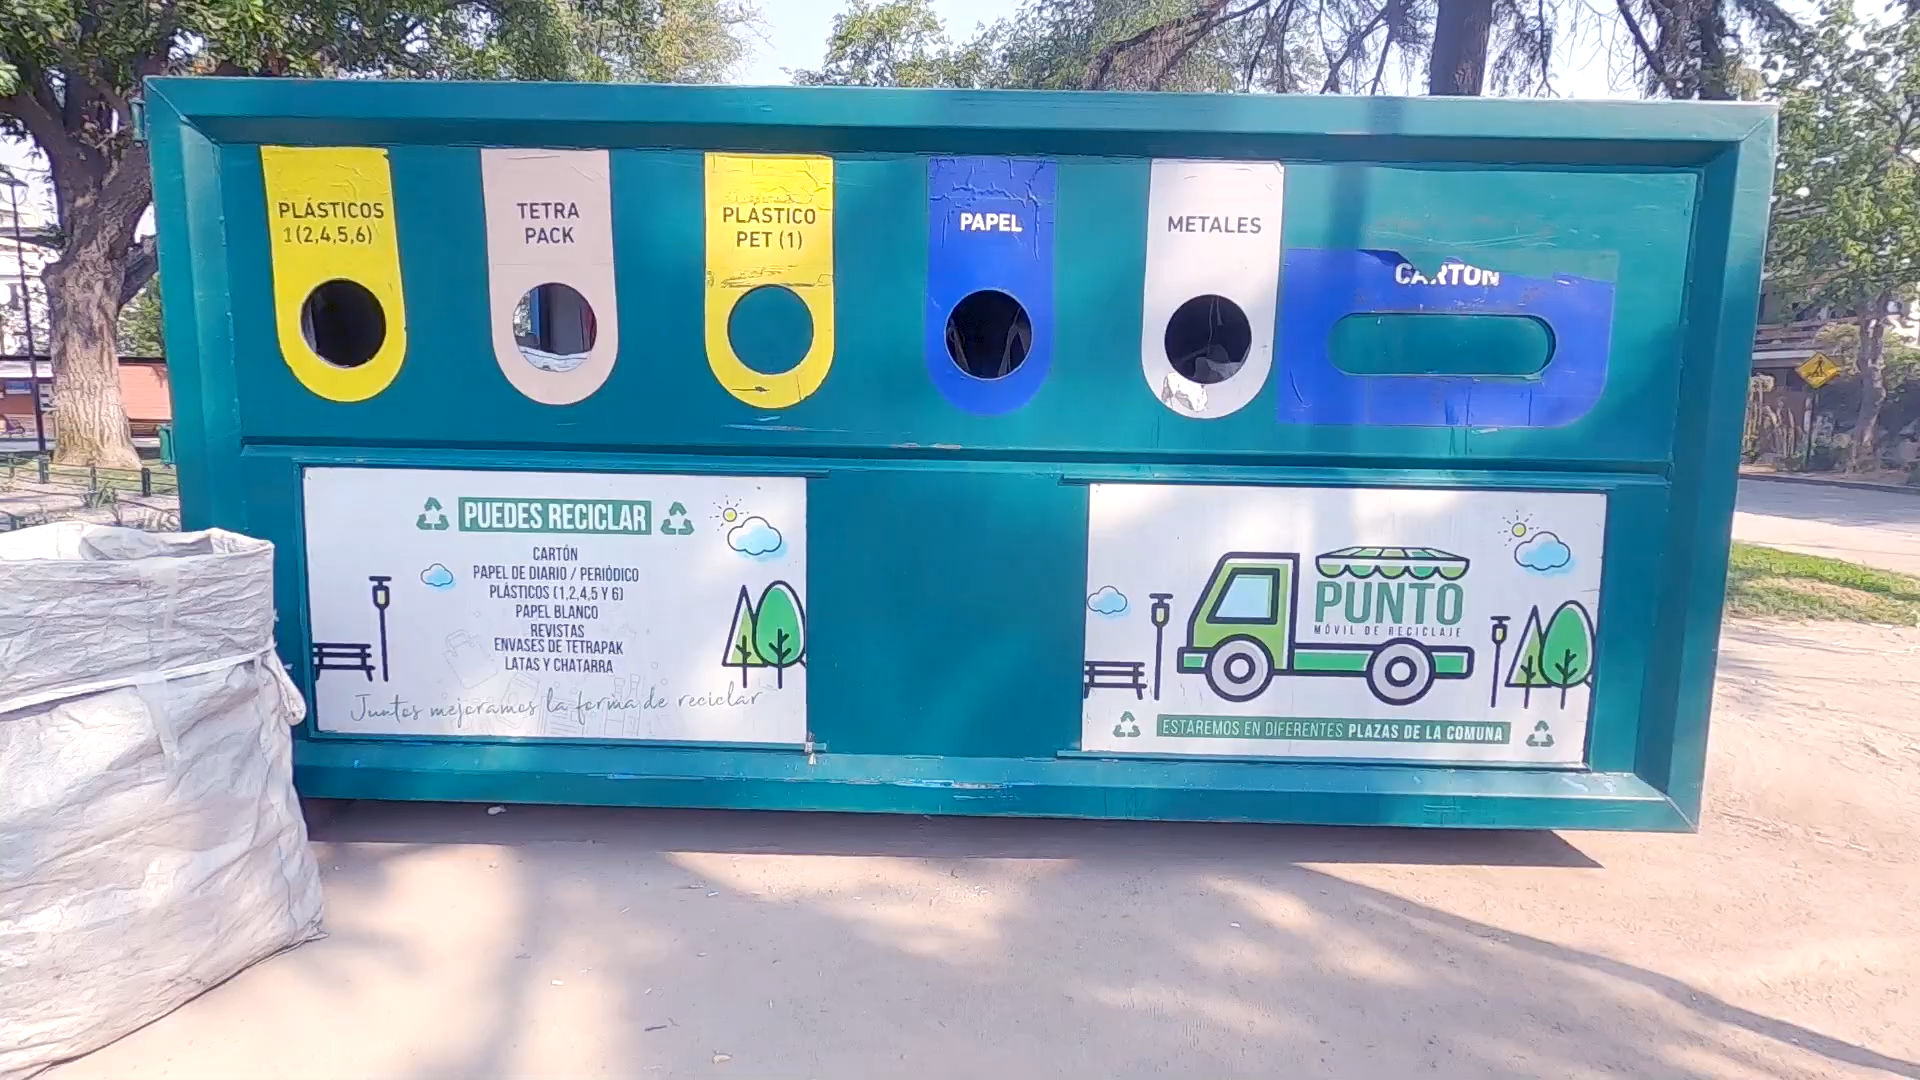 PLÁSTICOS
1(2,4,5,6)
TETRA
PACK
PLÁSTICO
PET (1)
PAPEL
METALES
CARTÓN
PUEDES RECICLAR
CARTÓN
PAPEL DE DIARIO / PERIÓDICO
PLÁSTICOS (1,2,4,5 Y 6)
PAPEL BLANCO
REVISTAS
ENVASES DE TETRAPAK
LATAS Y CHATARRA
Juntos mejoramos la forma de reciclar
PUNTO
MÓVIL DE RECICLAJE
ESTAREMOS EN DIFERENTES PLAZAS DE LA COMUNA